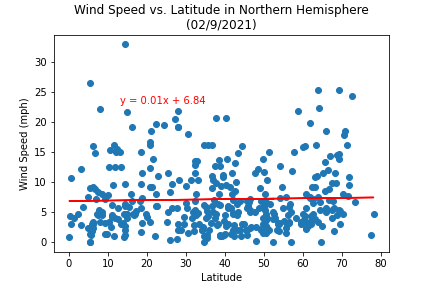 Wind Speed vs. Latitude in Northern Hemisphere
(02/9/2021)
30
25
20
15
10
5
0
Wind Speed (mph)
y = 0.01x + 6.84
0 10 20 30 40 50 60 70 80
Latitude